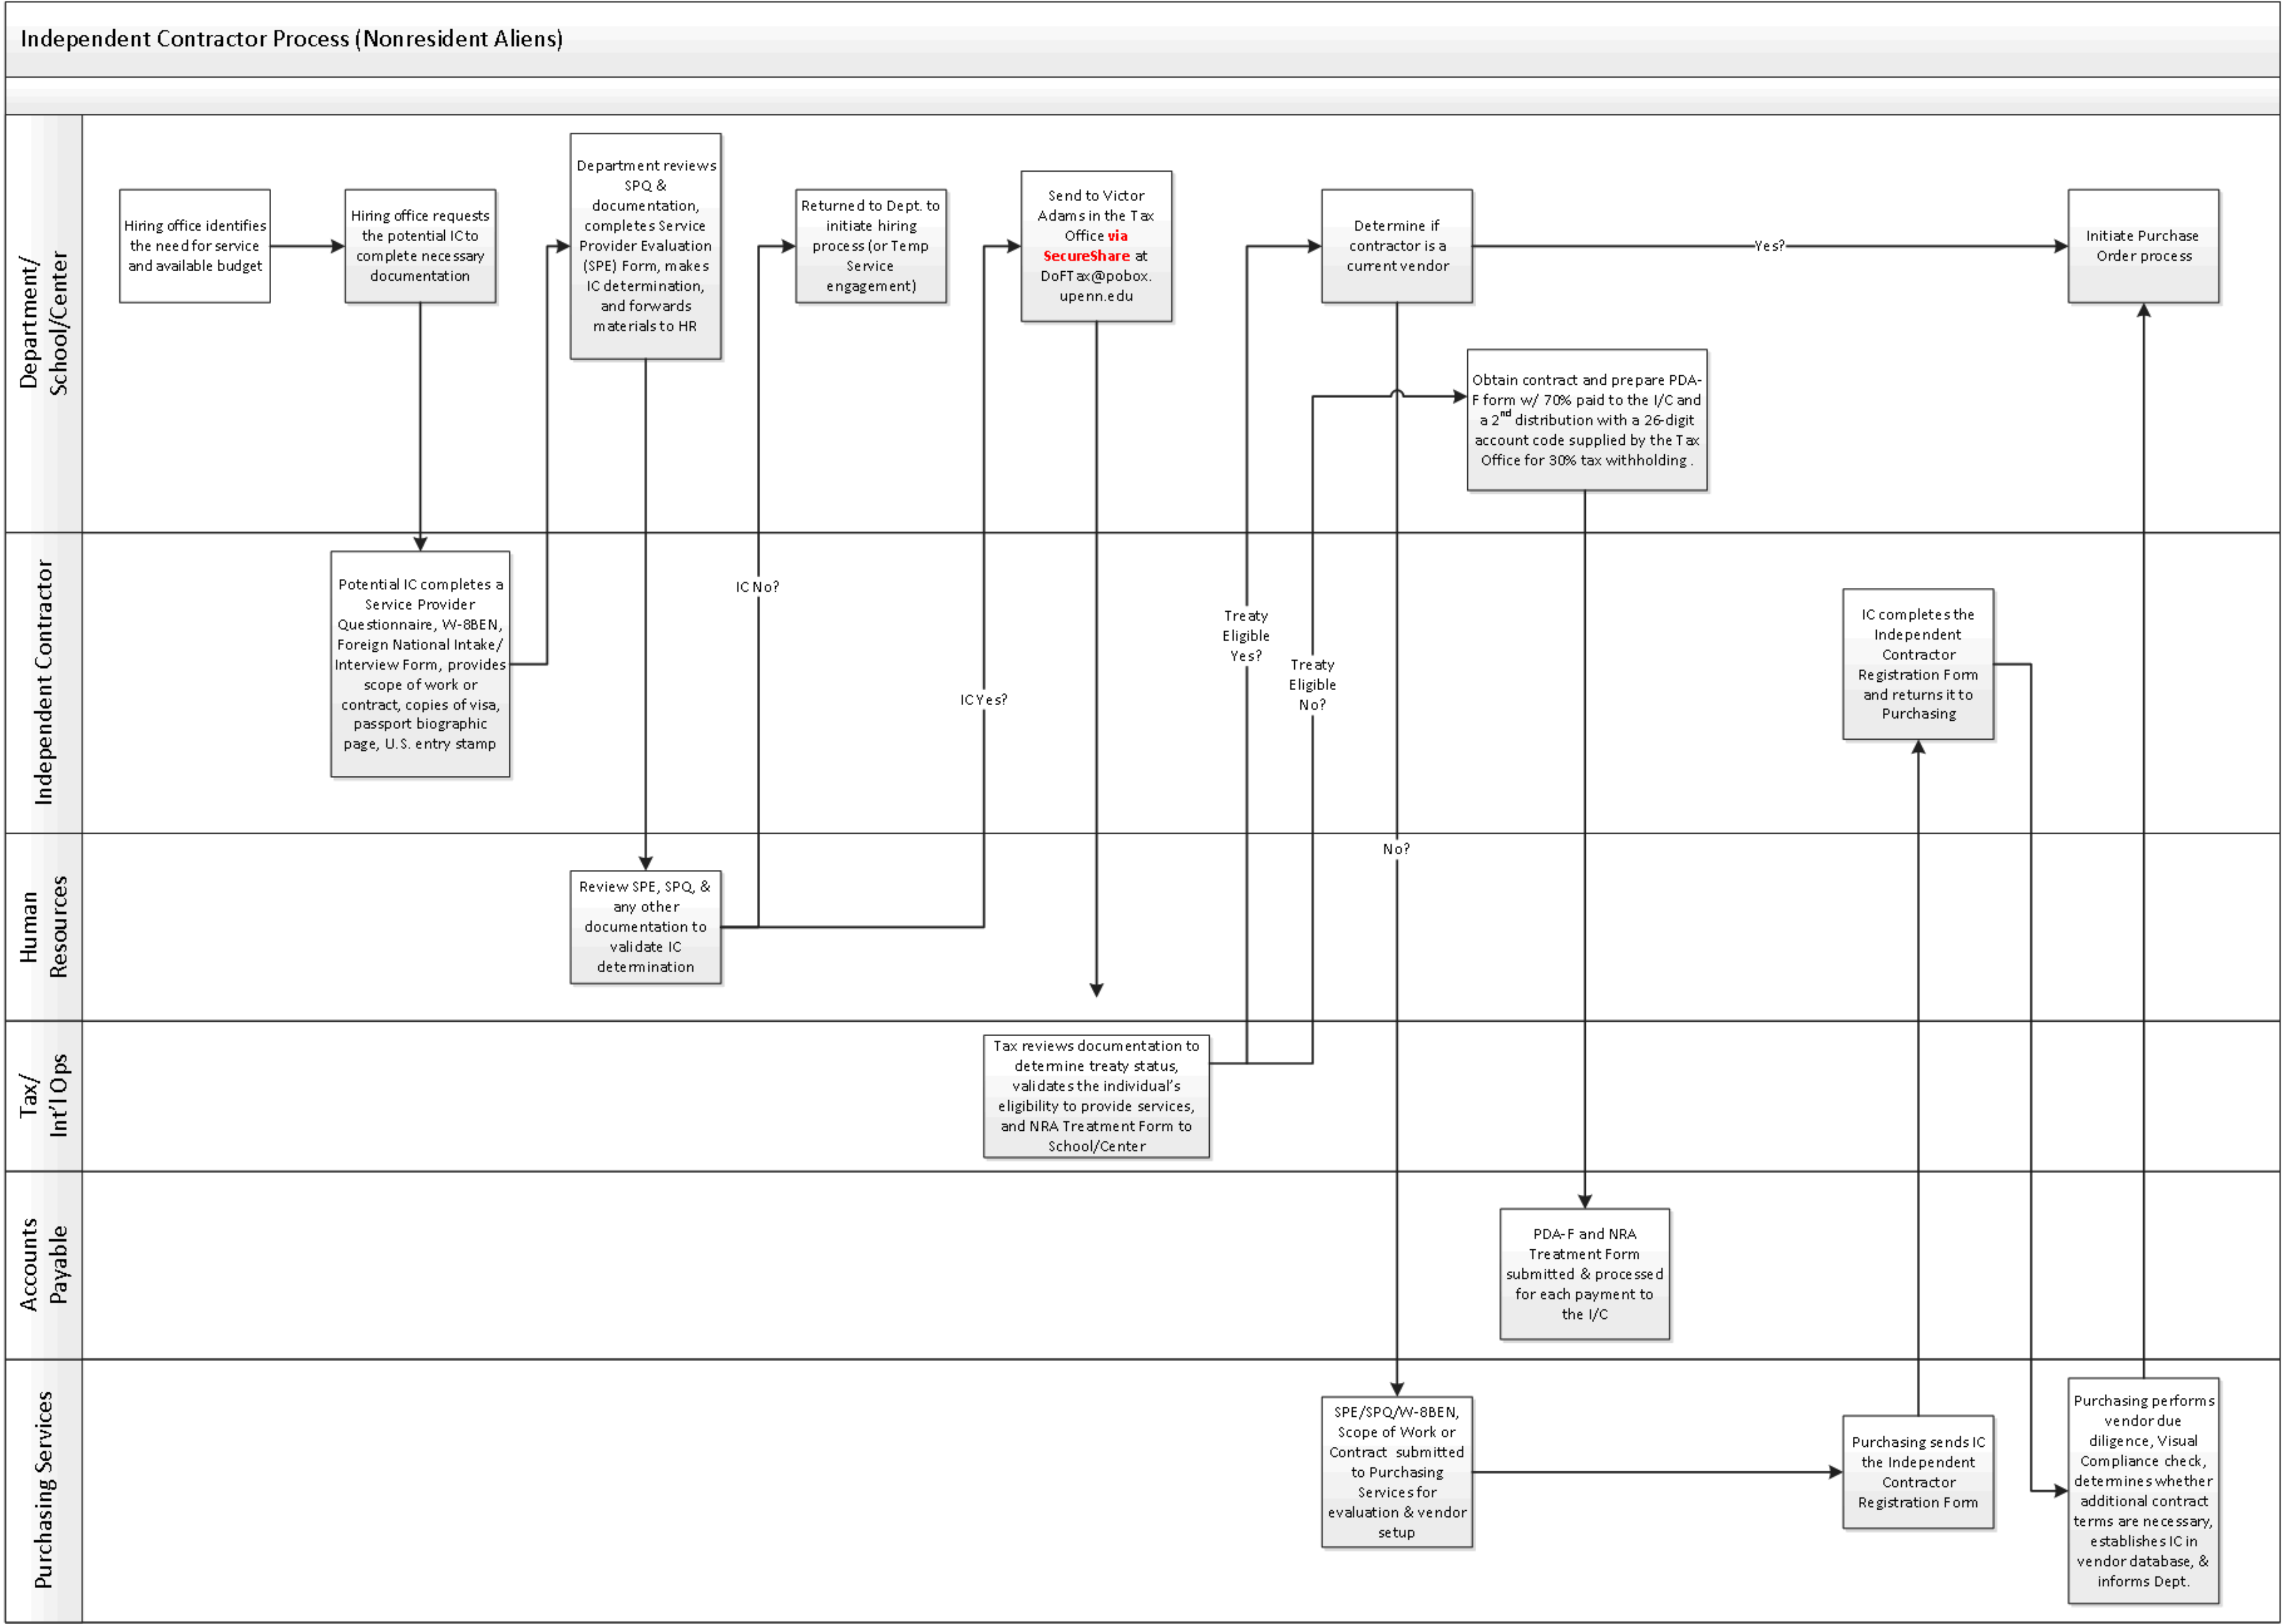 Independent Contractor Process (Nonresident Aliens)
Department/
School/Center
Hiring office identifies
the need for service
and available budget
Hiring office requests
the potential IC to
complete necessary
documentation
Department reviews
SPQ &
documentation,
completes Service
Provider Evaluation
(SPE) Form, makes
IC determination,
and forwards
materials to HR
Returned to Dept. to
initiate hiring
process (or Temp
Service
engagement)
Send to Victor
Adams in the Tax
Office via
SecureShare at
DoFTax@pobox.
upenn.edu
Determine if
contractor is a
current vendor
Yes?
Initiate Purchase
Order process
Obtain contract and prepare PDA-
F form w/ 70% paid to the I/C and
a 2nd distribution with a 26-digit
account code supplied by the Tax
Office for 30% tax withholding .
Independent Contractor
Potential IC completes a
Service Provider
Questionnaire, W-8BEN,
Foreign National Intake/
Interview Form, provides
scope of work or
contract, copies of visa,
passport biographic
page, U.S. entry stamp
IC No?
IC Yes?
Treaty
Eligible
Yes?
Treaty
Eligible
No?
IC completes the
Independent
Contractor
Registration Form
and returns it to
Purchasing
Human
Resources
Review SPE, SPQ, &
any other
documentation to
validate IC
determination
No?
Tax/
Int'l Ops
Tax reviews documentation to
determine treaty status,
validates the individual's
eligibility to provide services,
and NRA Treatment Form to
School/Center
Accounts
Payable
PDA-F and NRA
Treatment Form
submitted & processed
for each payment to
the I/C
Purchasing Services
SPE/SPQ/W-8BEN,
Scope of Work or
Contract submitted
to Purchasing
Services for
evaluation & vendor
setup
Purchasing sends IC
the Independent
Contractor
Registration Form
Purchasing performs
vendor due
diligence, Visual
Compliance check,
determines whether
additional contract
terms are necessary,
establishes IC in
vendor database, &
informs Dept.